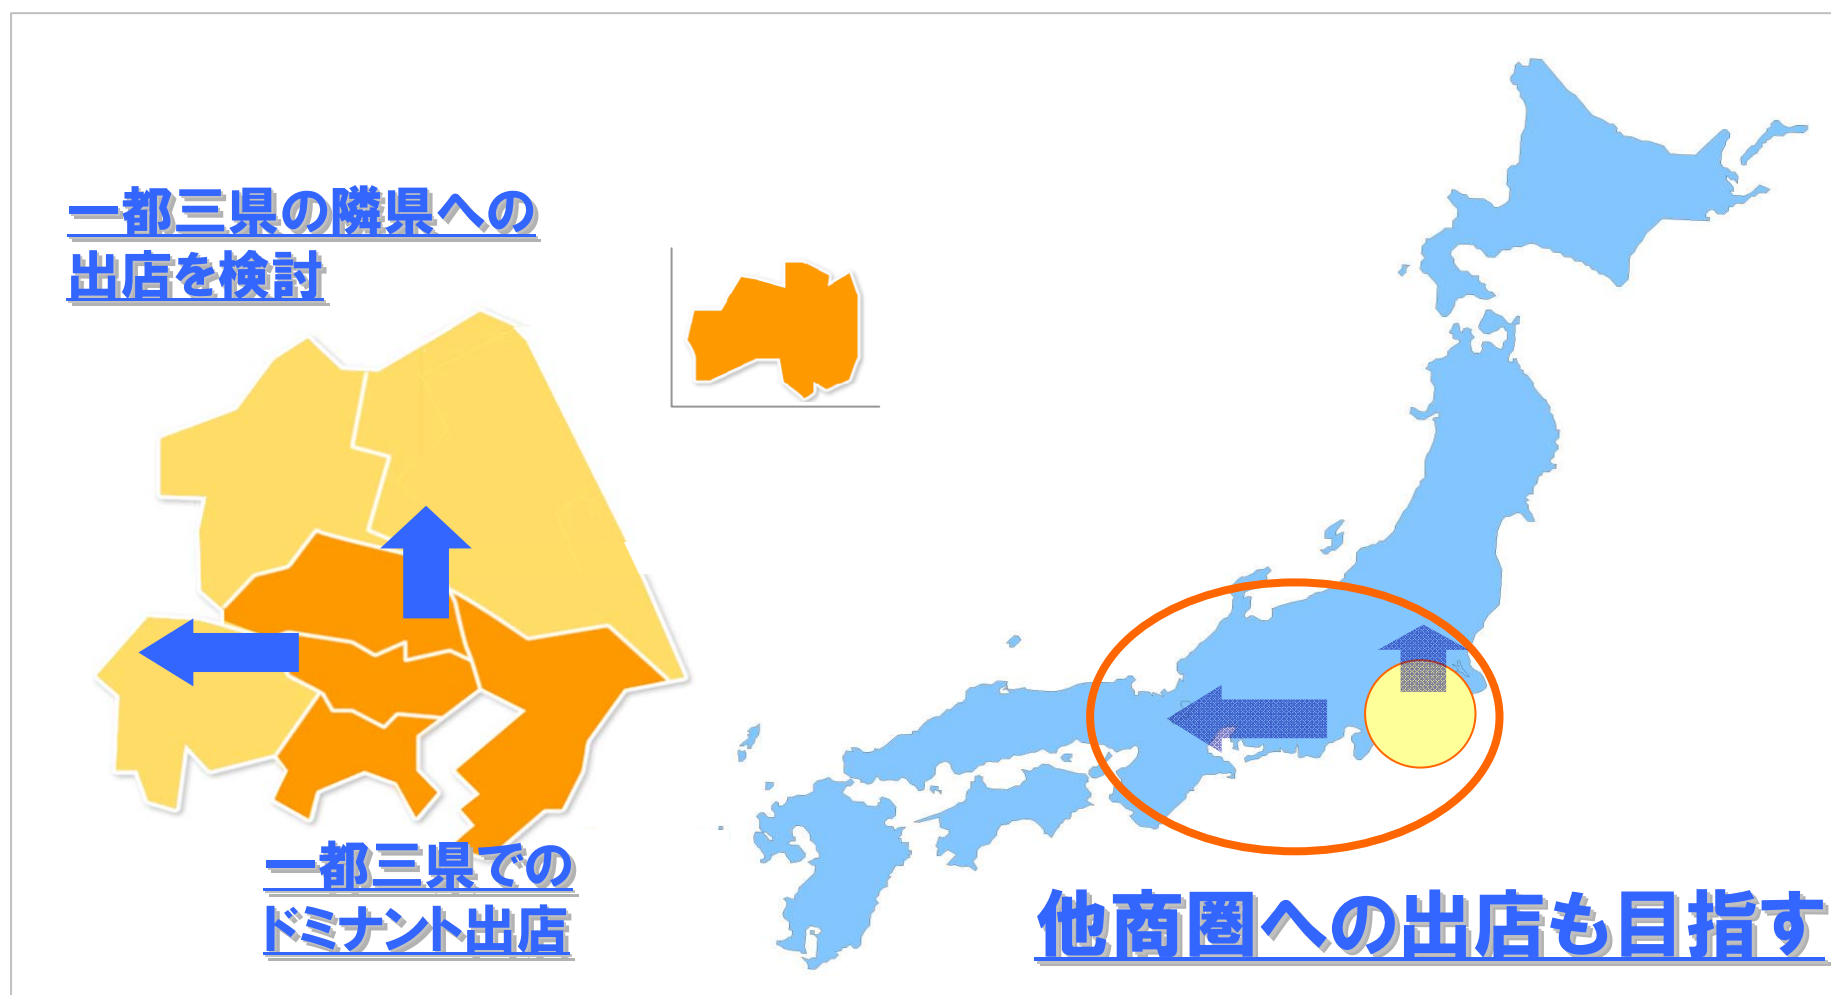 一都三県の隣県への
出店を検討
一都三県での
ドミナント出店
他商圏への出店も目指す